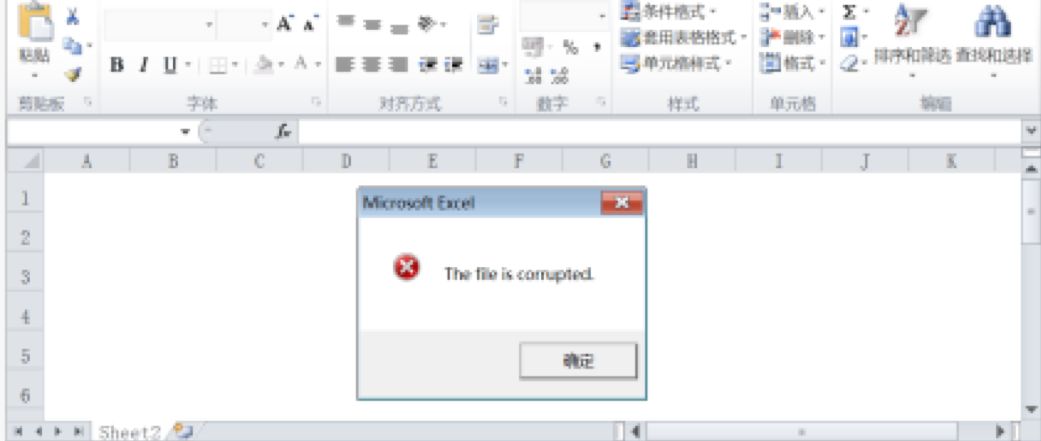 条件格式 插入 Σ
A A
粘贴 % , 套用表格格式 删除
B I U A 单元格样式 格式 排序和筛选 查找和选择
剪贴板 字体 对齐方式 数字 样式 单元格 编辑
fx
A B C D E F G H I J K
1
Microsoft Excel
2
The file is corrupted.
3
4
5
确定
6
Sheet2